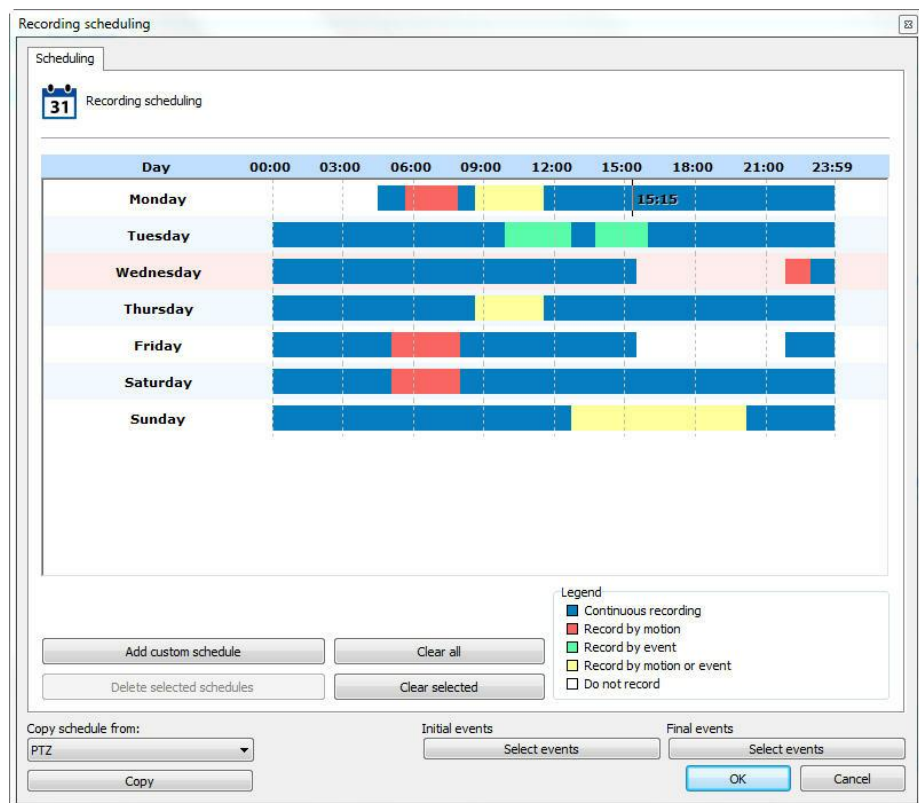 Recording scheduling
Scheduling
31
Recording scheduling
Day 00:00 03:00 06:00 09:00 12:00 15:00 18:00 21:00 23:59
Monday
15:15
Tuesday
Wednesday
Thursday
Friday
Saturday
Sunday
Legend
Continuous recording
Record by motion
Record by event
Record by motion or event
Do not record
Add custom schedule Clear all
Delete selected schedules Clear selected
Copy schedule from: Initial events Final events
PTZ Select events Select events
Copy OK Cancel